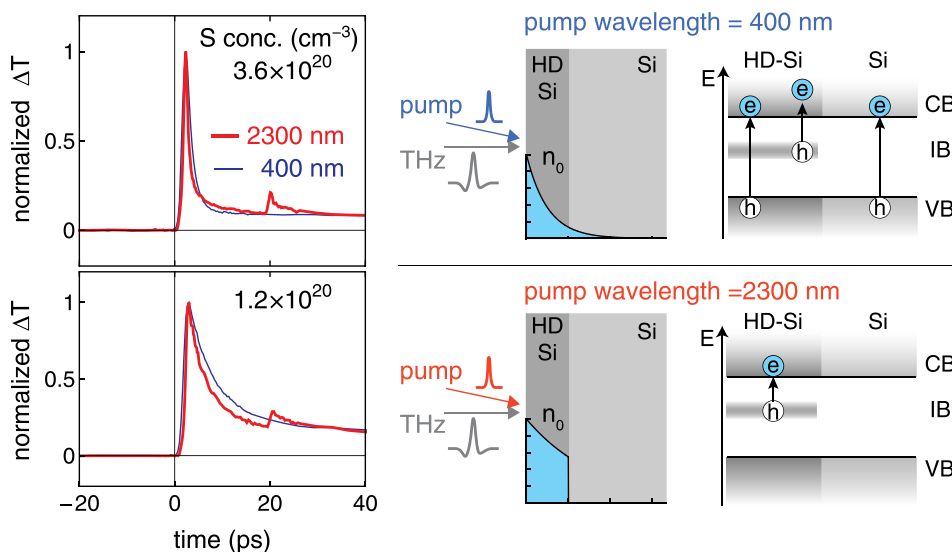 normalized ΔT
1
0.5
0
S conc. (cm⁻³)
3.6×10²⁰
2300 nm
400 nm
normalized ΔT
1
0.5
0
1.2×10²⁰
−20
0
20
40
time (ps)
pump wavelength = 400 nm
HD
Si
Si
pump
THz
n₀
E
HD-Si
Si
e
e
e
CB
h
IB
h
h
VB
pump wavelength =2300 nm
HD
Si
Si
pump
THz
n₀
E
HD-Si
Si
e
CB
h
IB
VB